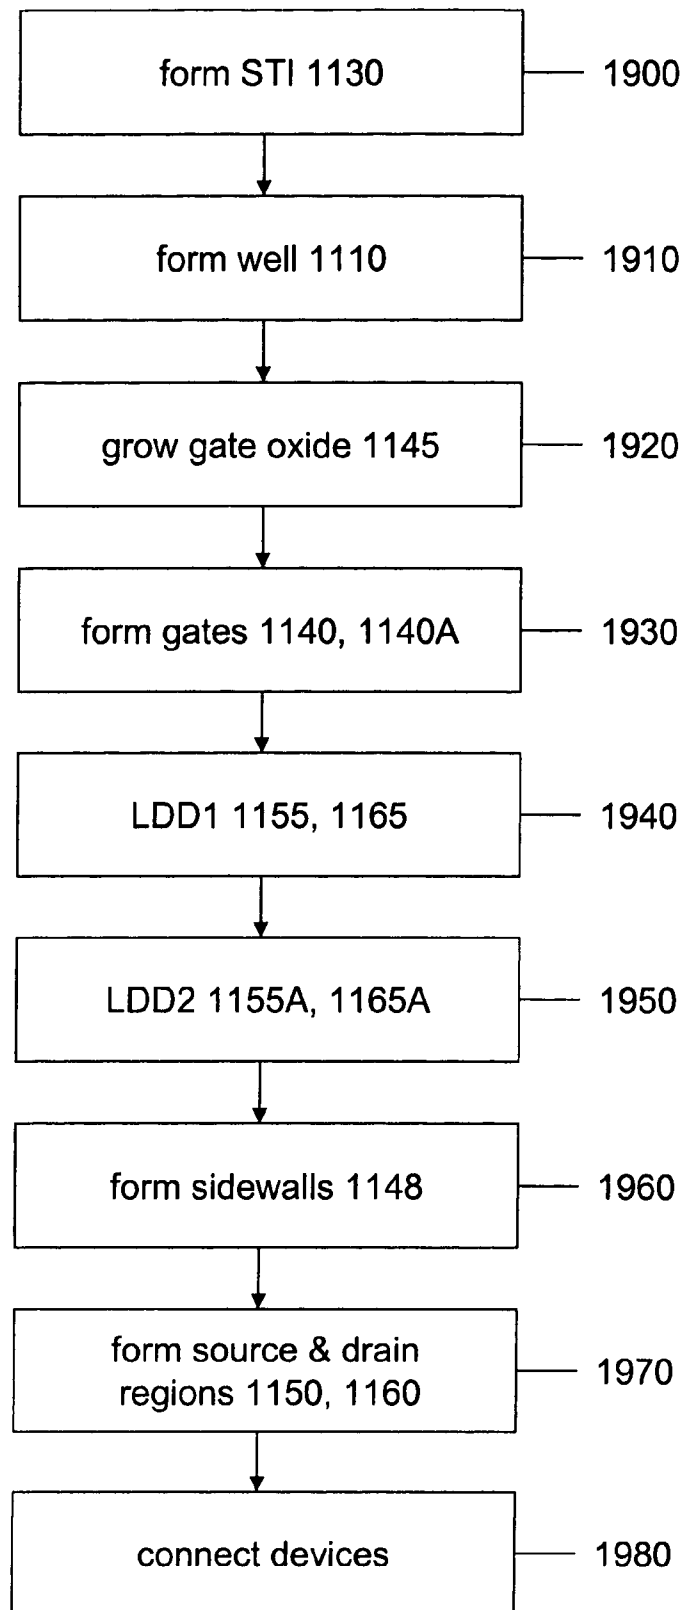 form STI 1130
1900
form well 1110
1910
grow gate oxide 1145
1920
form gates 1140, 1140A
1930
LDD1 1155, 1165
1940
LDD2 1155A, 1165A
1950
form sidewalls 1148
1960
form source & drain
regions 1150, 1160
1970
connect devices
1980